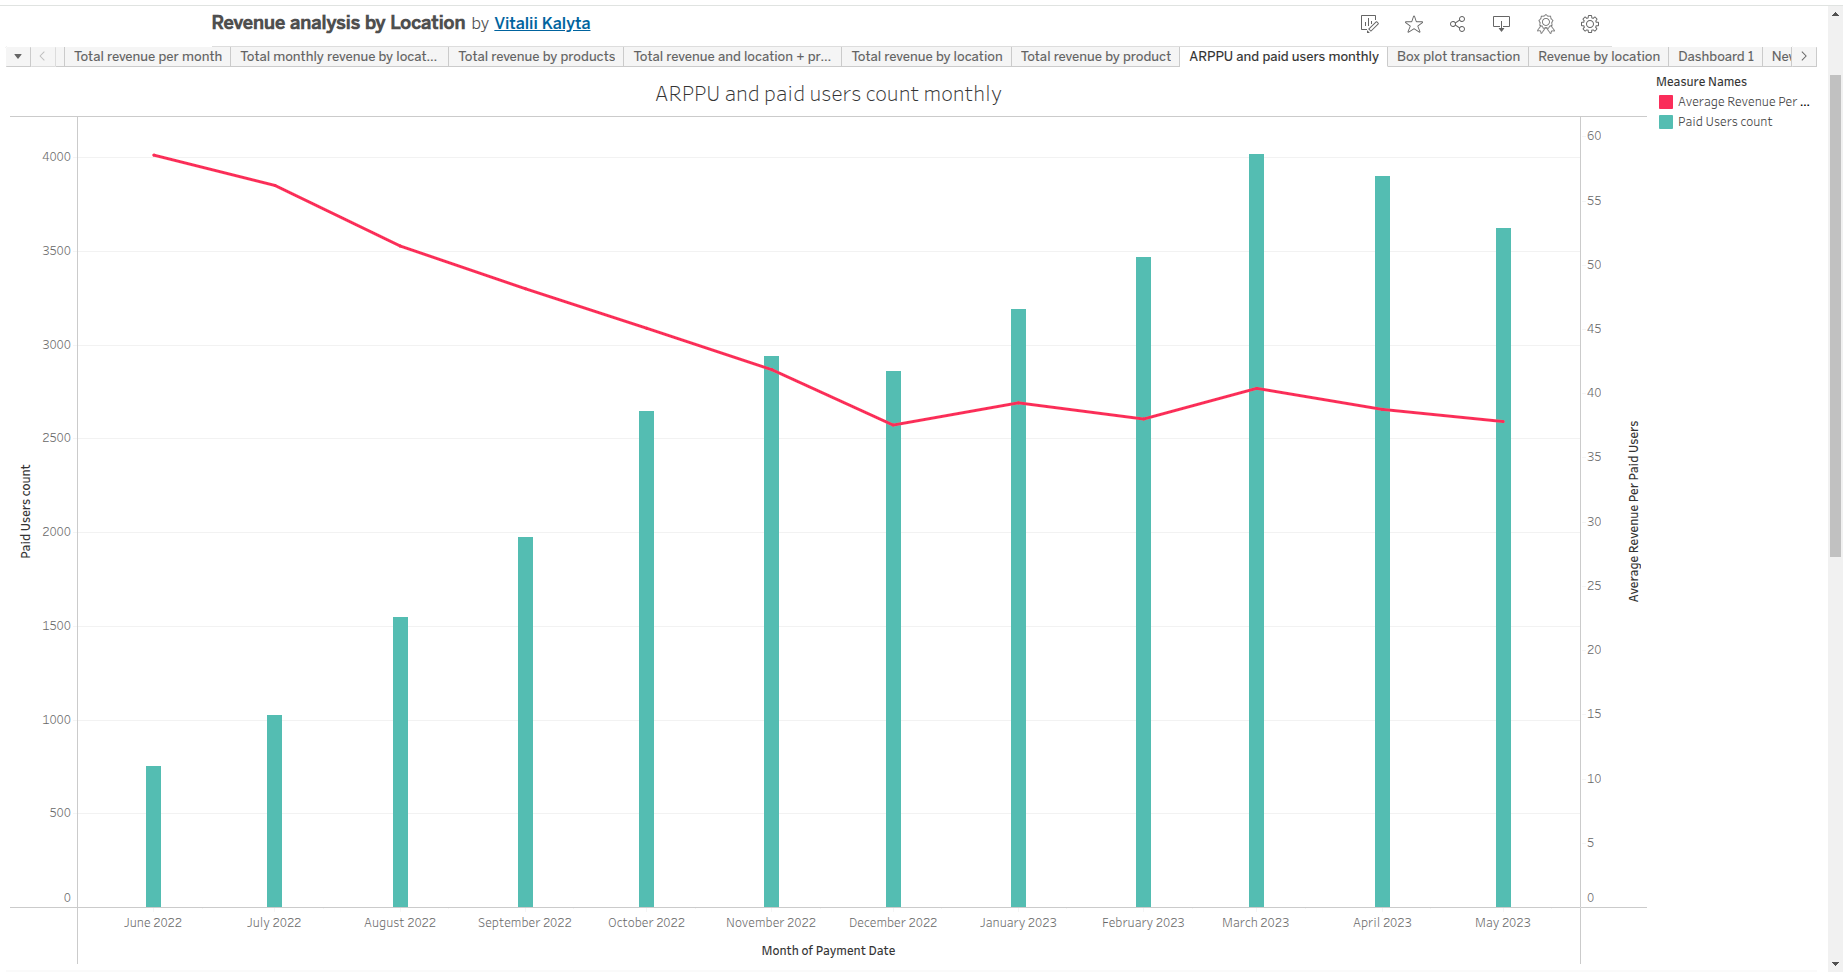 Revenue analysis by Location by Vitalii Kalyta
Total revenue per month
Total monthly revenue by locat...
Total revenue by products
Total revenue and location + pr...
Total revenue by location
Total revenue by product
ARPPU and paid users monthly
Box plot transaction
Revenue by location
Dashboard 1
ARPPU and paid users count monthly
Measure Names
Average Revenue Per ...
Paid Users count
4000
3500
3000
2500
2000
1500
1000
500
0
Paid Users count
60
55
50
45
40
35
30
25
20
15
10
5
0
Average Revenue Per Paid Users
June 2022
July 2022
August 2022
September 2022
October 2022
November 2022
December 2022
January 2023
February 2023
March 2023
April 2023
May 2023
Month of Payment Date